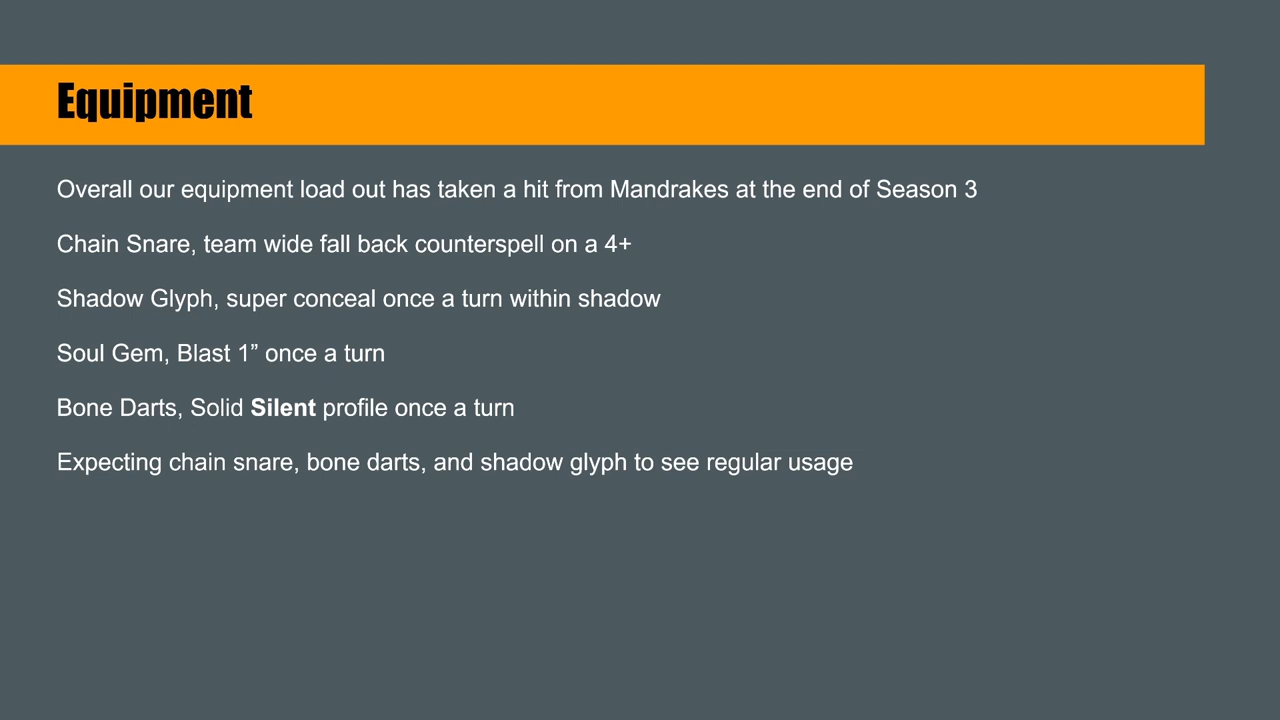 Equipment
Overall our equipment load out has taken a hit from Mandrakes at the end of Season 3
Chain Snare, team wide fall back counterspell on a 4+
Shadow Glyph, super conceal once a turn within shadow
Soul Gem, Blast 1” once a turn
Bone Darts, Solid Silent profile once a turn
Expecting chain snare, bone darts, and shadow glyph to see regular usage